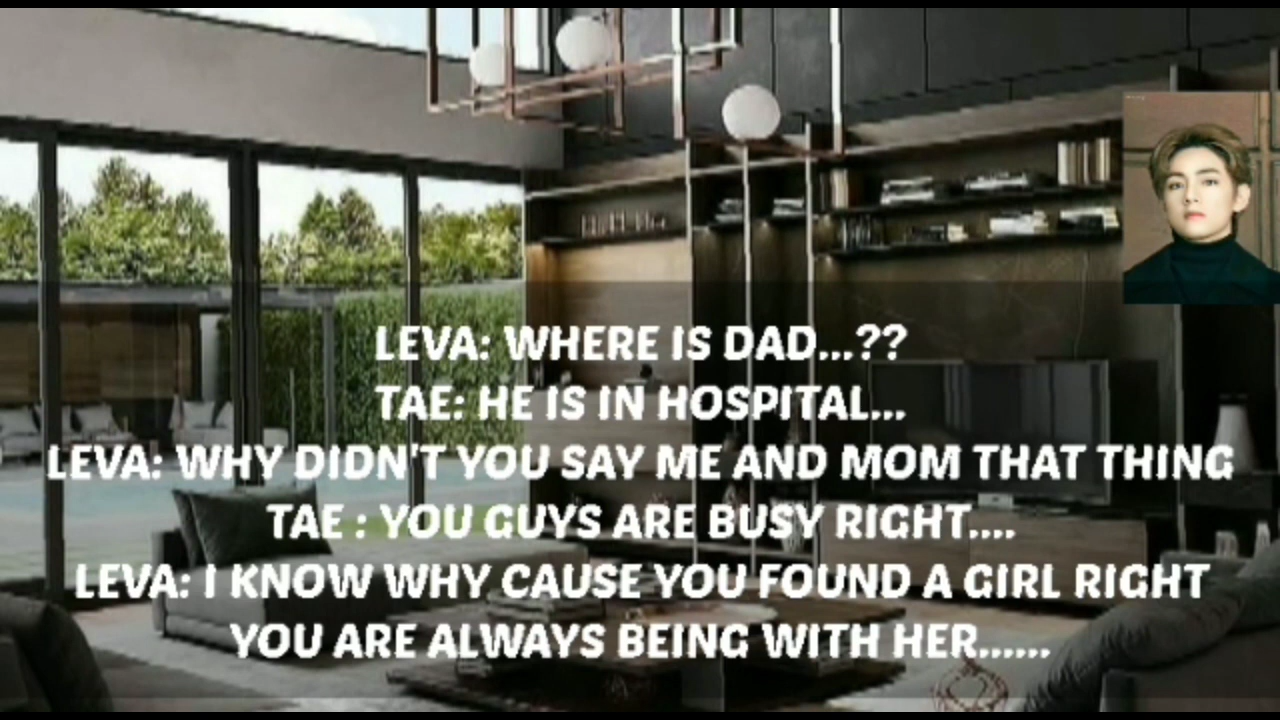 LEVA: WHERE IS DAD...??
TAE: HE IS IN HOSPITAL...
LEVA: WHY DIDN'T YOU SAY ME AND MOM THAT THING
TAE : YOU GUYS ARE BUSY RIGHT....
LEVA: I KNOW WHY CAUSE YOU FOUND A GIRL RIGHT
YOU ARE ALWAYS BEING WITH HER......